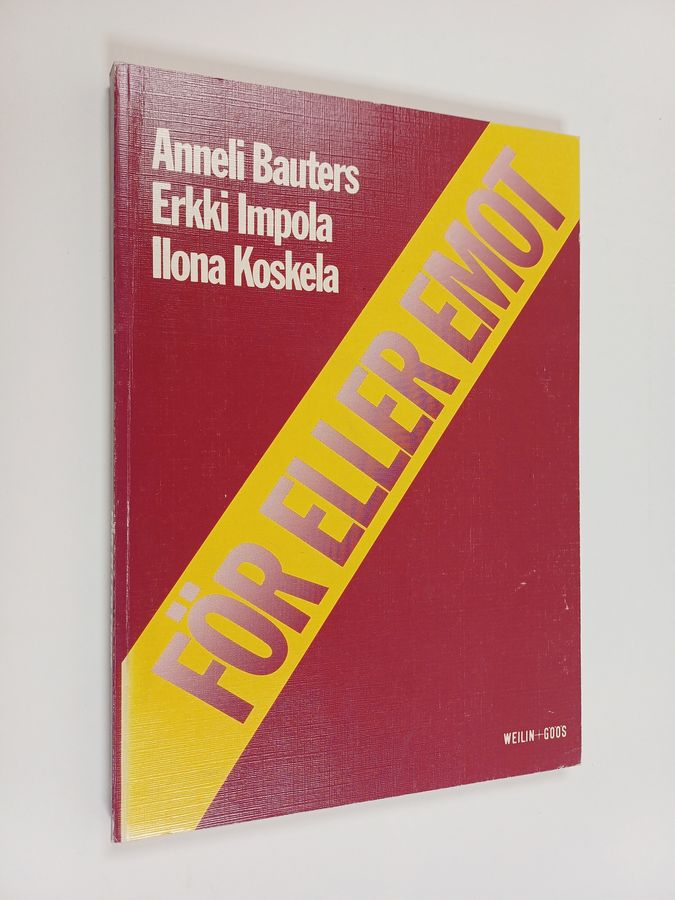 Anneli Bauters
Erkki Impola
Ilona Koskela
FÖR ELLER EMOT
WEILIN+GÖÖS